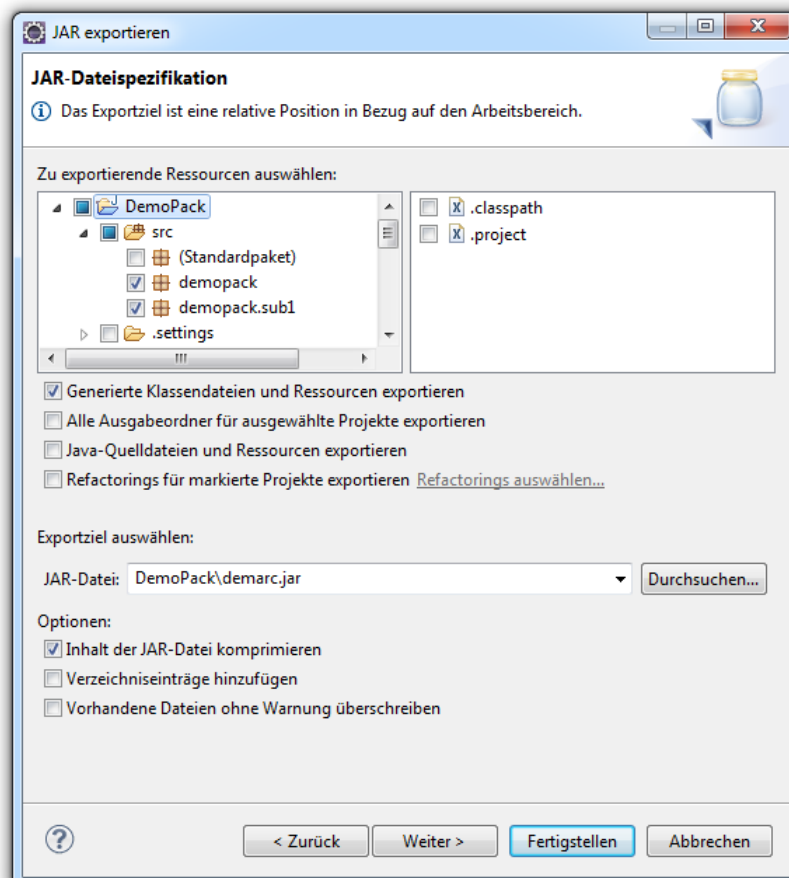 JAR exportieren
JAR-Dateispezifikation
Das Exportziel ist eine relative Position in Bezug auf den Arbeitsbereich.
Zu exportierende Ressourcen auswählen:
DemoPack
src
(Standardpaket)
demopack
demopack.sub1
.settings
.classpath
.project
Generierte Klassendateien und Ressourcen exportieren
Alle Ausgabeordner für ausgewählte Projekte exportieren
Java-Quelldateien und Ressourcen exportieren
Refactorings für markierte Projekte exportieren Refactorings auswählen...
Exportziel auswählen:
JAR-Datei: DemoPack\demarc.jar Durchsuchen...
Optionen:
Inhalt der JAR-Datei komprimieren
Verzeichniseinträge hinzufügen
Vorhandene Dateien ohne Warnung überschreiben
< Zurück Weiter > Fertigstellen Abbrechen